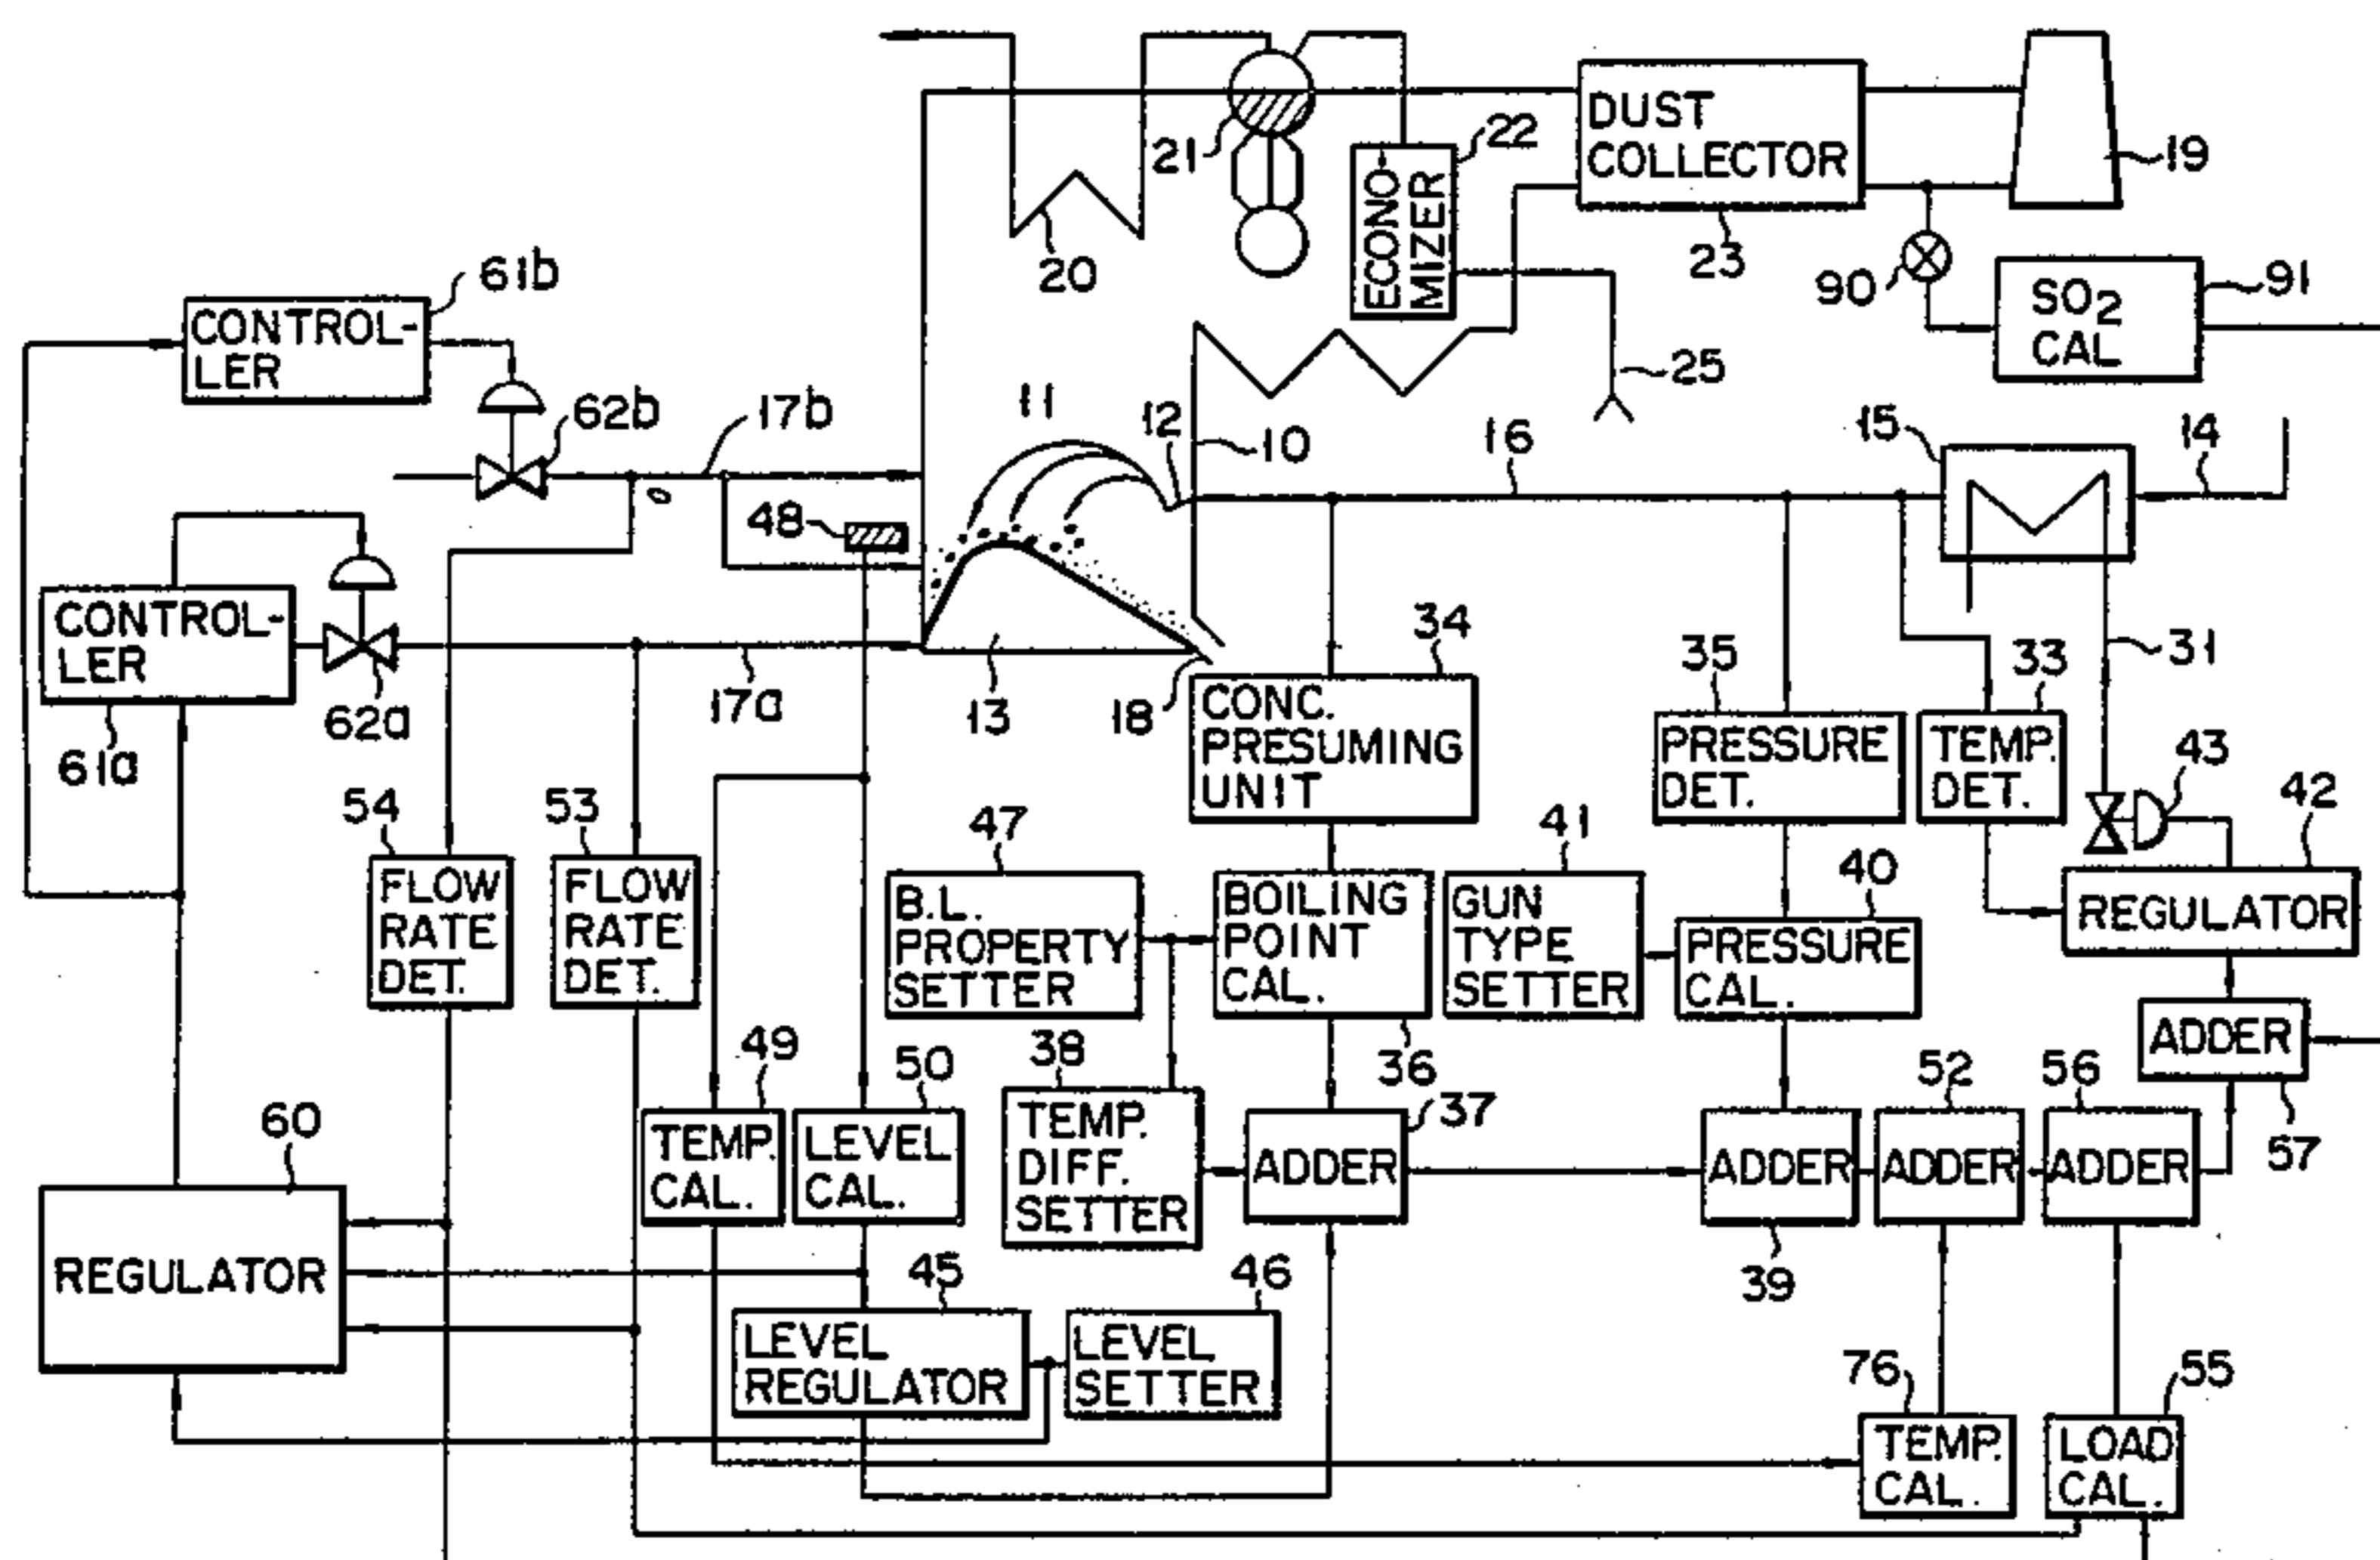 DUST
COLLECTOR
21
22
19
ECONO-
MIZER
20
23
90
SO2
CAL
91
61b
CONTROL-
LER
25
62b
17b
11
12
10
16
15
14
48
CONTROL-
LER
61a
62a
17a
13
18
34
CONC.
PRESUMING
UNIT
35
PRESSURE
DET.
33
TEMP.
DET.
31
43
42
REGULATOR
54
FLOW
RATE
DET.
53
FLOW
RATE
DET.
47
B.L.
PROPERTY
SETTER
BOILING
POINT
CAL.
36
41
GUN
TYPE
SETTER
40
PRESSURE
CAL.
ADDER
57
49
TEMP.
CAL.
50
LEVEL
CAL.
38
TEMP.
DIFF.
SETTER
37
ADDER
ADDER
39
52
ADDER
56
ADDER
60
REGULATOR
45
LEVEL
REGULATOR
46
LEVEL
SETTER
76
TEMP.
CAL.
55
LOAD
CAL.